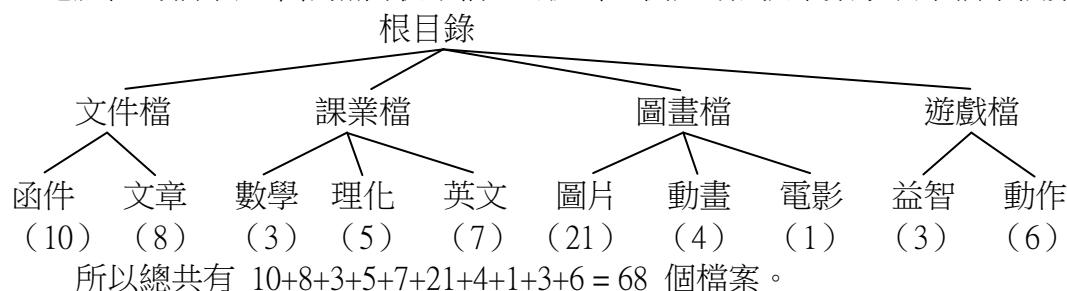 根目錄
文件檔 課業檔 圖畫檔 遊戲檔
函件 文章 數學 理化 英文 圖片 動畫 電影 益智 動作
(10) (8) (3) (5) (7) (21) (4) (1) (3) (6)
所以總共有 10+8+3+5+7+21+4+1+3+6 = 68 個檔案。